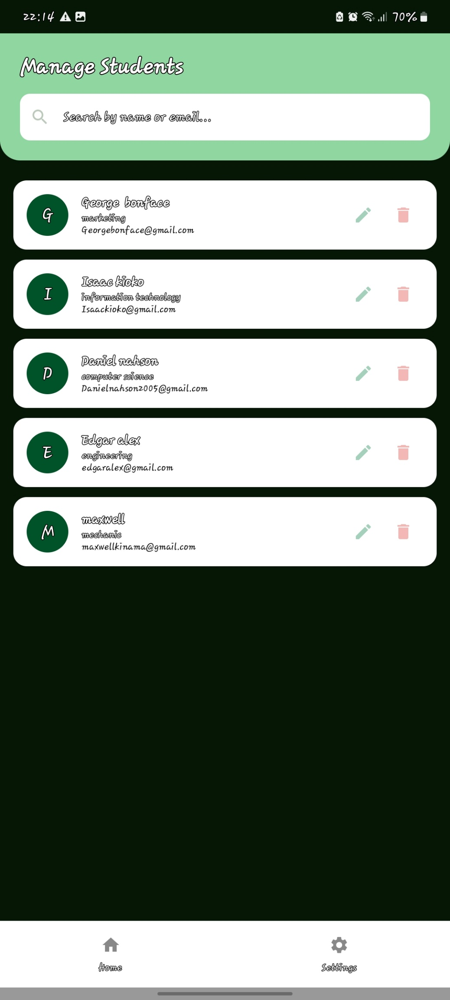 22:14
70%
Manage Students
Search by name or email...
G
George bonface
marketing
Georgebonface@gmail.com
I
Isaac kioko
information technology
Isaackioko@gmail.com
D
Daniel nahson
computer science
Danielnahson2005@gmail.com
E
Edgar alex
engineering
edgaralex@gmail.com
M
maxwell
mechanic
maxwellkinama@gmail.com
Home
Settings